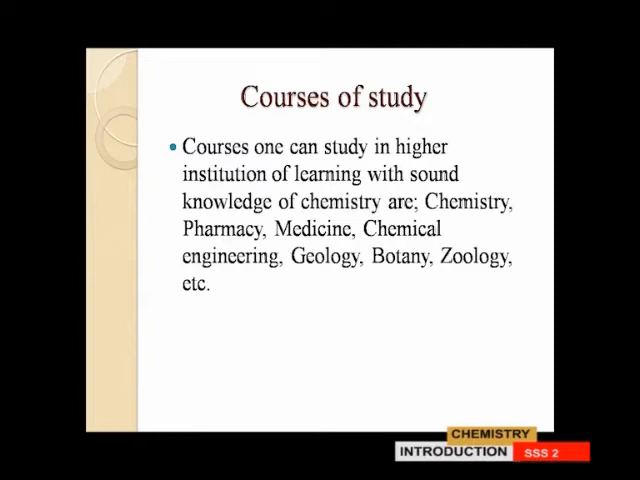 Courses of study
• Courses one can study in higher
institution of learning with sound
knowledge of chemistry are; Chemistry,
Pharmacy, Medicine, Chemical
engineering, Geology, Botany, Zoology,
etc.
CHEMISTRY
INTRODUCTION SSS 2